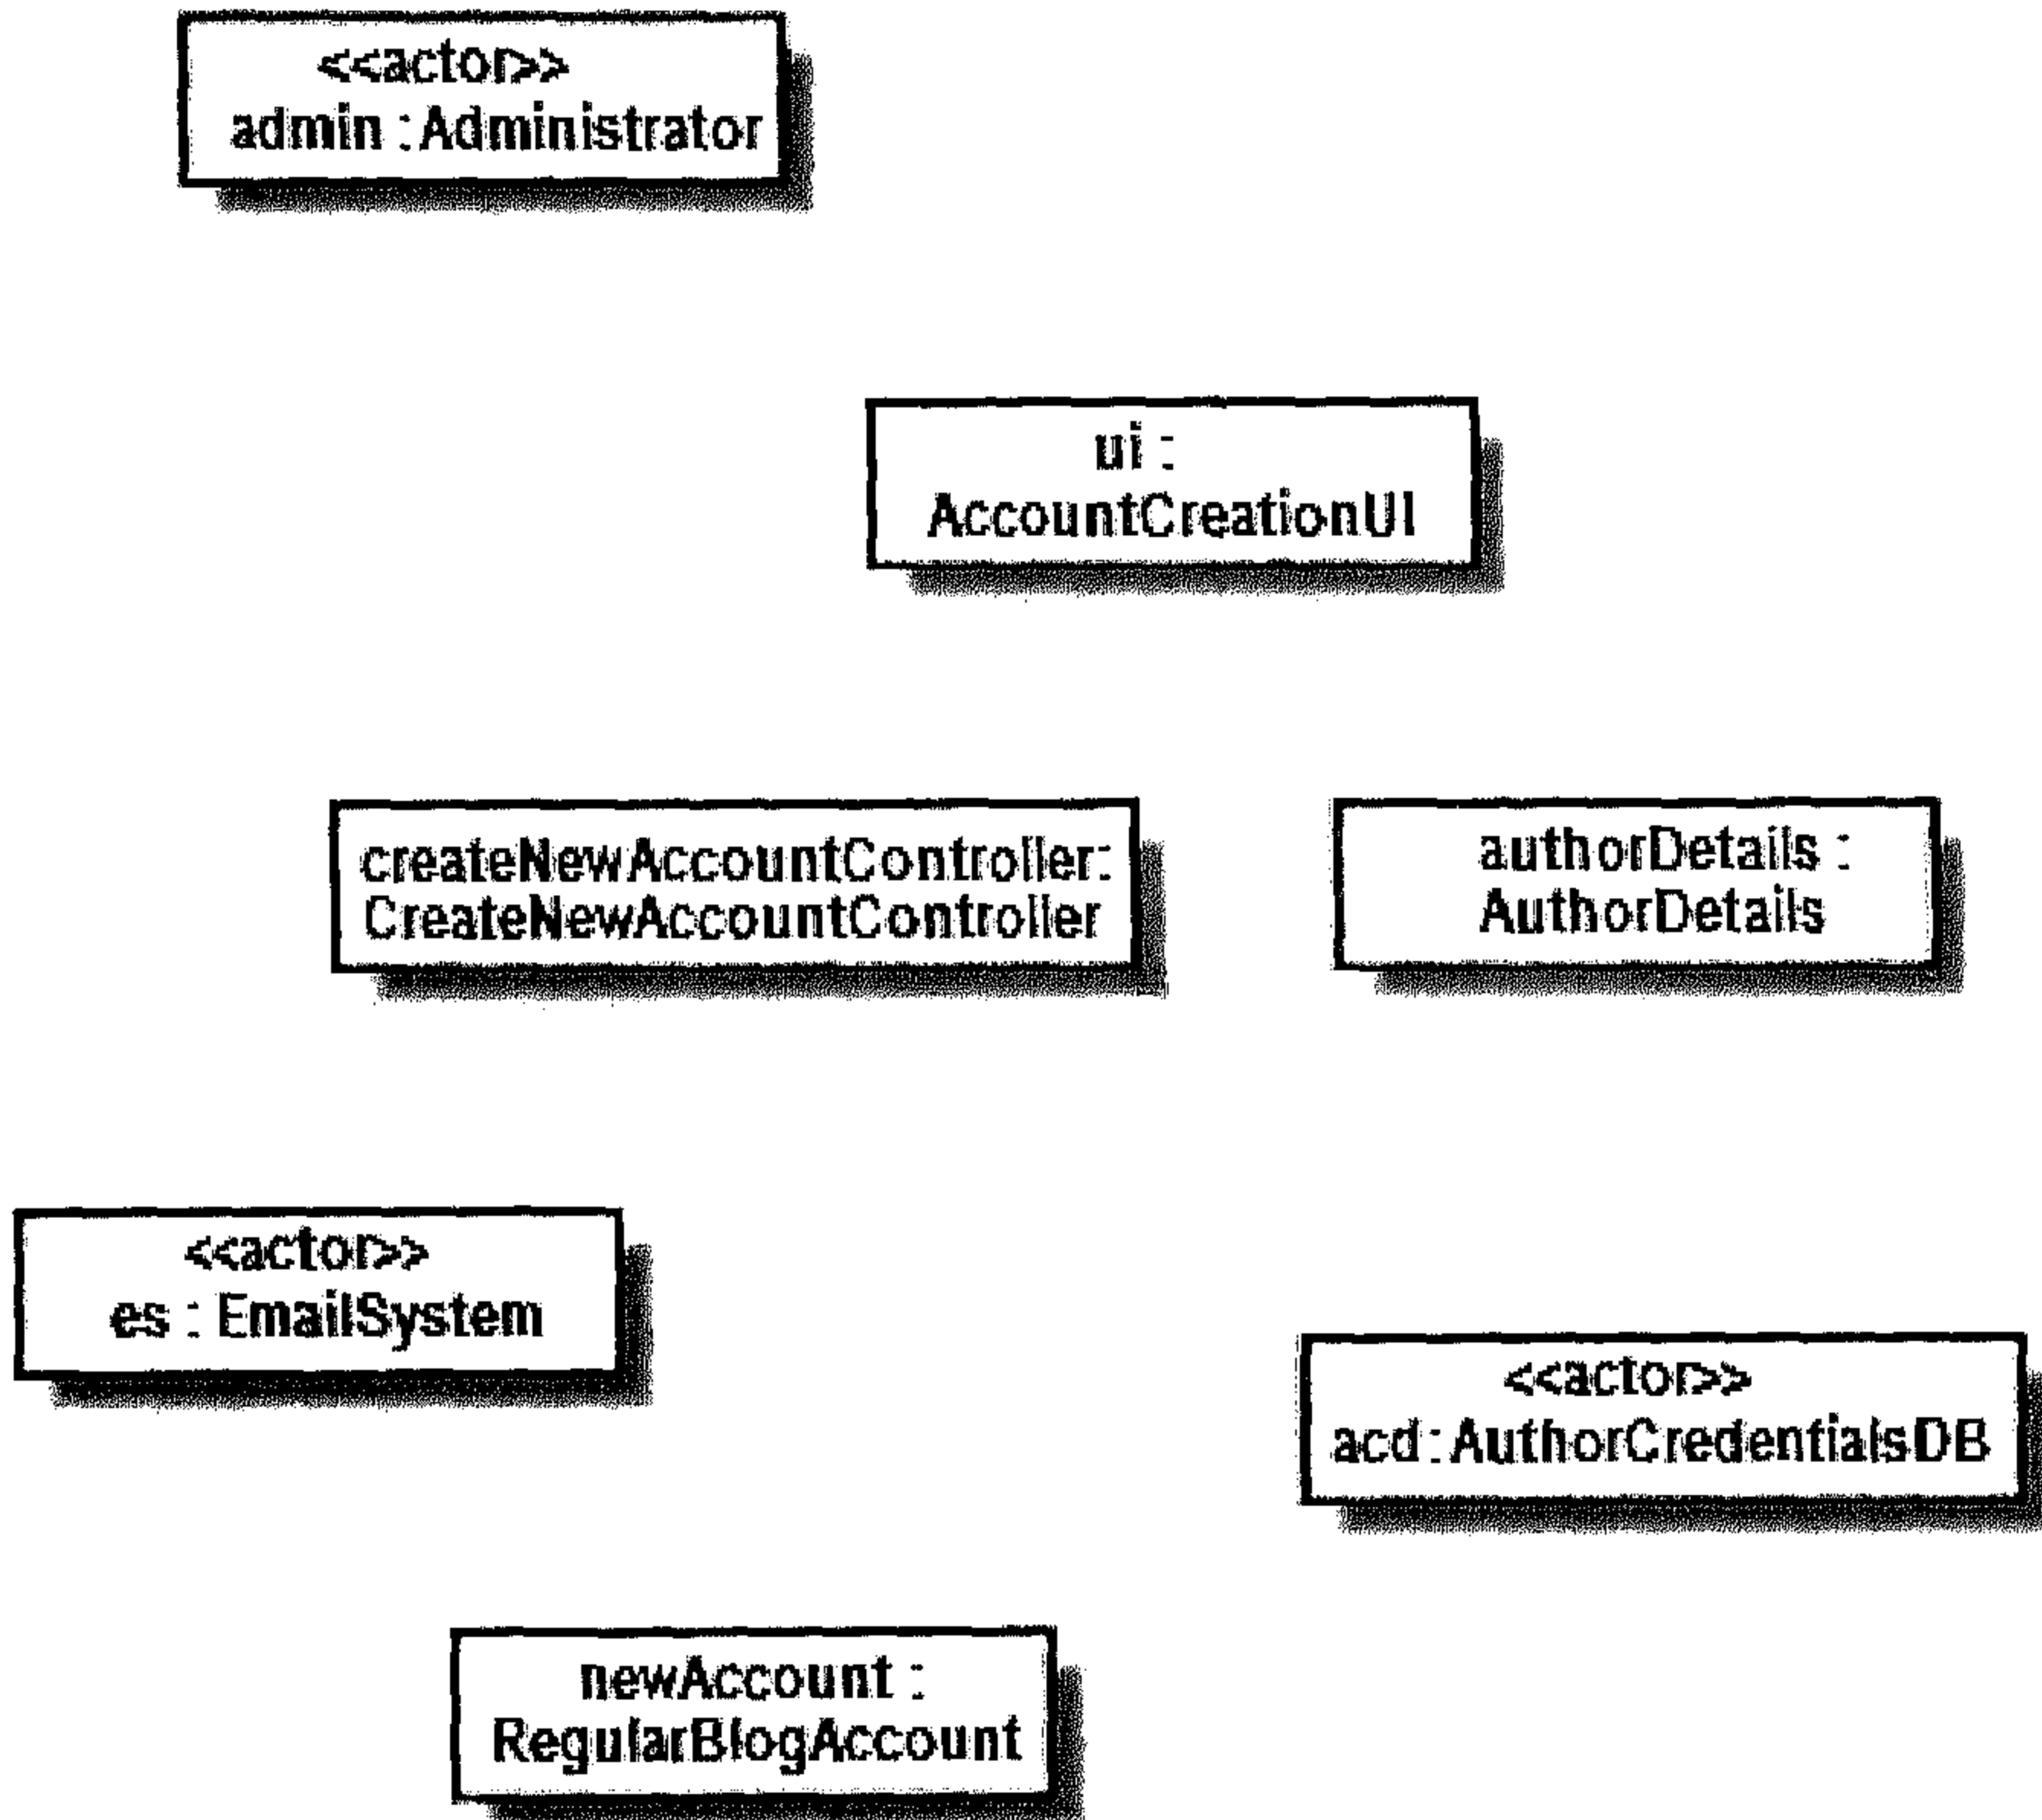 <<actor>>
admin : Administrator
ui :
AccountCreationUI
createNewAccountController:
CreateNewAccountController
authorDetails :
AuthorDetails
<<actor>>
es : EmailSystem
<<actor>>
acd : AuthorCredentialsDB
newAccount :
RegularBlogAccount